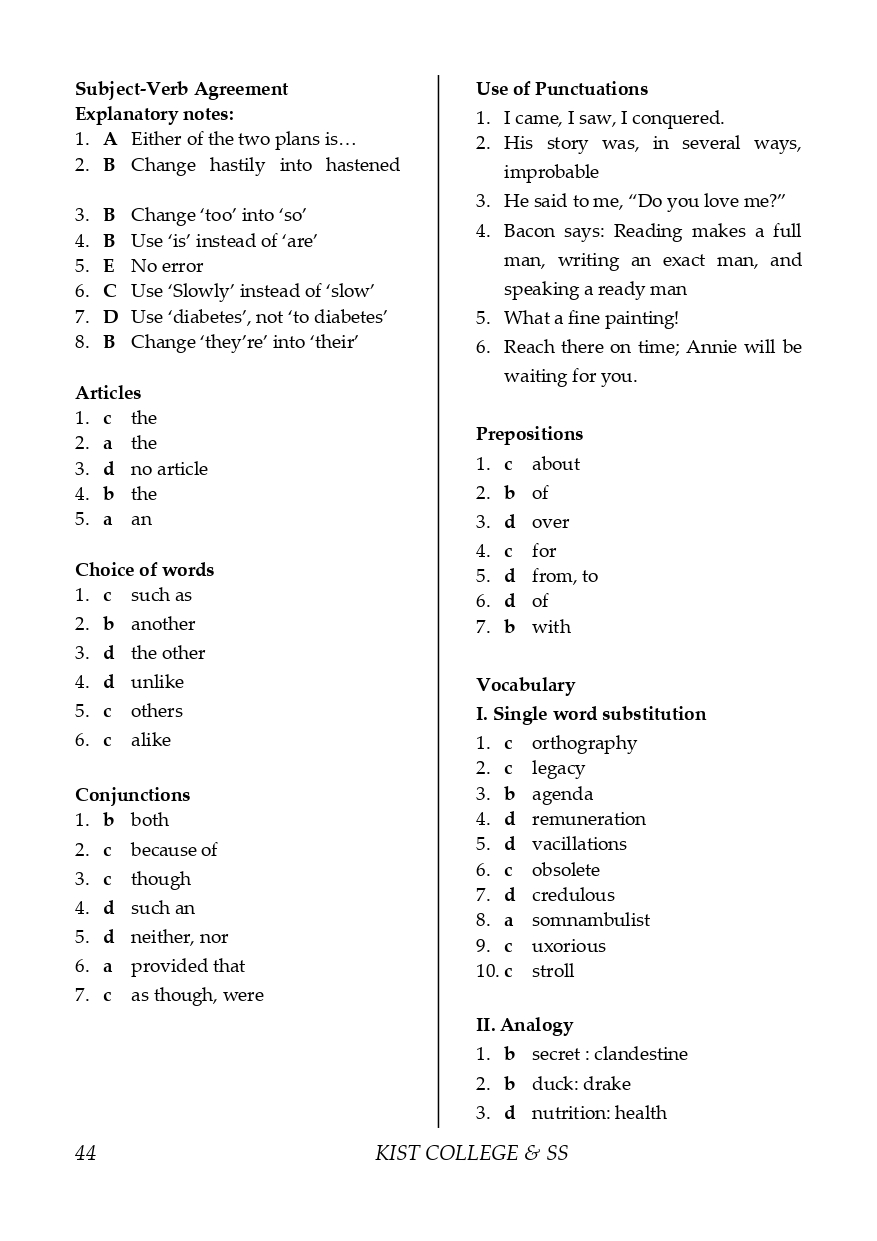 Subject-Verb Agreement
Explanatory notes:
1. A Either of the two plans is…
2. B Change hastily into hastened
3. B Change ‘too’ into ‘so’
4. B Use ‘is’ instead of ‘are’
5. E No error
6. C Use ‘Slowly’ instead of ‘slow’
7. D Use ‘diabetes’, not ‘to diabetes’
8. B Change ‘they’re’ into ‘their’
Articles
1. c the
2. a the
3. d no article
4. b the
5. a an
Choice of words
1. c such as
2. b another
3. d the other
4. d unlike
5. c others
6. c alike
Conjunctions
1. b both
2. c because of
3. c though
4. d such an
5. d neither, nor
6. a provided that
7. c as though, were
Use of Punctuations
1. I came, I saw, I conquered.
2. His story was, in several ways,
improbable
3. He said to me, “Do you love me?”
4. Bacon says: Reading makes a full
man, writing an exact man, and
speaking a ready man
5. What a fine painting!
6. Reach there on time; Annie will be
waiting for you.
Prepositions
1. c about
2. b of
3. d over
4. c for
5. d from, to
6. d of
7. b with
Vocabulary
I. Single word substitution
1. c orthography
2. c legacy
3. b agenda
4. d remuneration
5. d vacillations
6. c obsolete
7. d credulous
8. a somnambulist
9. c uxorious
10. c stroll
II. Analogy
1. b secret : clandestine
2. b duck: drake
3. d nutrition: health
44 KIST COLLEGE & SS